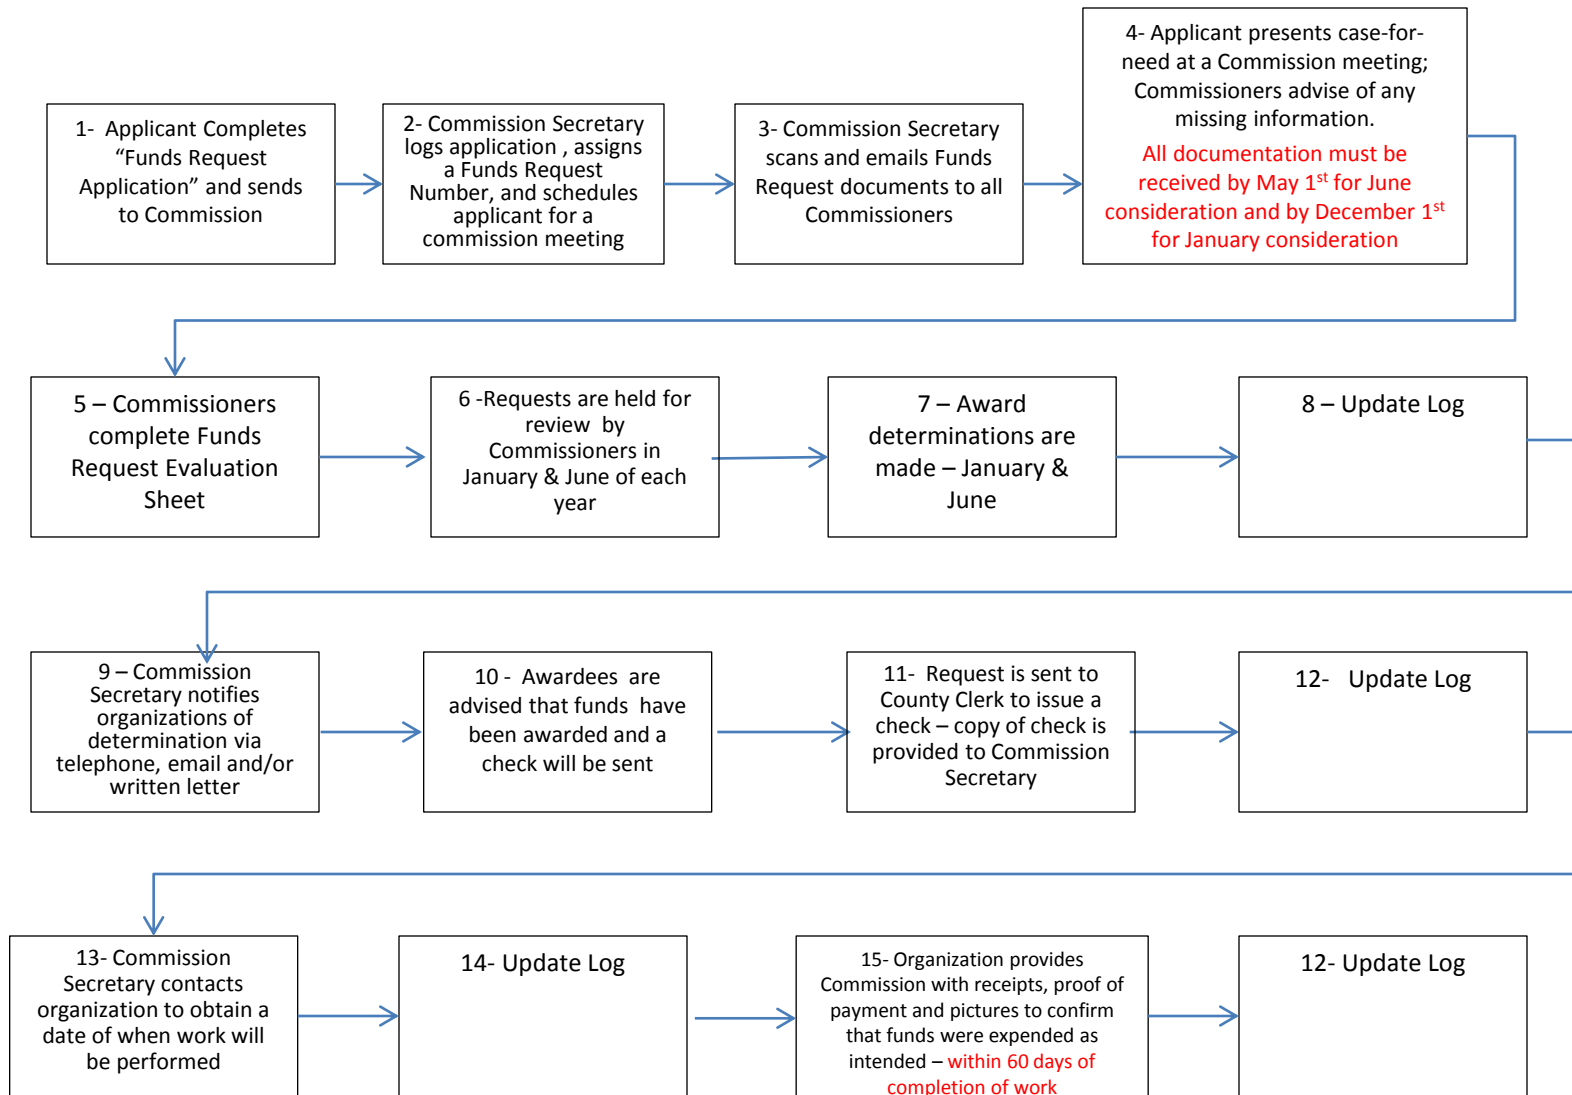 1-  Applicant Completes
“Funds Request
Application” and sends
to Commission
2- Commission Secretary
logs application , assigns
a Funds Request
Number, and schedules
applicant for a
commission meeting
3- Commission Secretary
scans and emails Funds
Request documents to all
Commissioners
4- Applicant presents case-for-
need at a Commission meeting;
Commissioners advise of any
missing information.
All documentation must be
received by May 1st for June
consideration and by December 1st
for January consideration
5 – Commissioners
complete Funds
Request Evaluation
Sheet
6 -Requests are held for
review  by
Commissioners in
January & June of each
year
7 – Award
determinations are
made – January &
June
8 – Update Log
9 – Commission
Secretary notifies
organizations of
determination via
telephone, email and/or
written letter
10 -  Awardees  are
advised that funds  have
been awarded and a
check will be sent
11-  Request is sent to
County Clerk to issue a
check – copy of check is
provided to Commission
Secretary
12-   Update Log
13- Commission
Secretary contacts
organization to obtain a
date of when work will
be performed
14- Update Log
15- Organization provides
Commission with receipts, proof of
payment and pictures to confirm
that funds were expended as
intended – within 60 days of
completion of work
12- Update Log